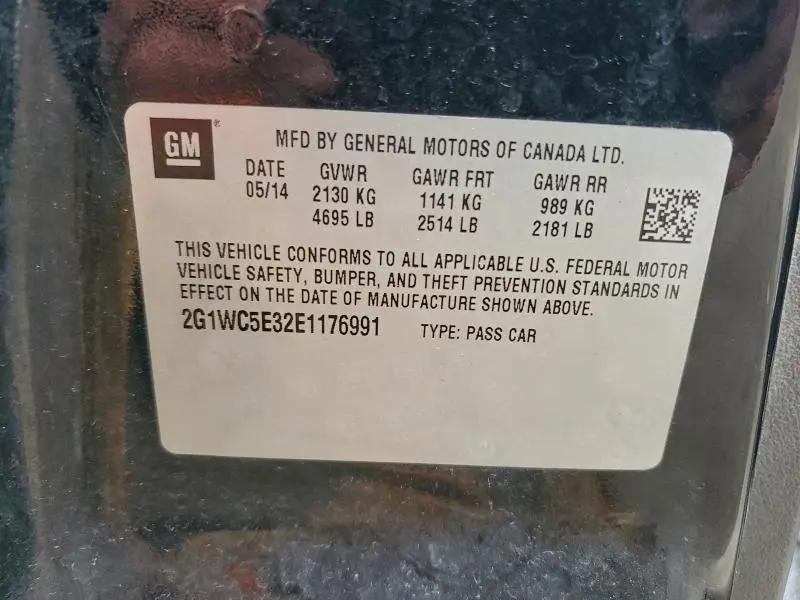 GM
MFD BY GENERAL MOTORS OF CANADA LTD.
DATE GVWR GAWR FRT GAWR RR
05/14 2130 KG 1141 KG 989 KG
4695 LB 2514 LB 2181 LB
THIS VEHICLE CONFORMS TO ALL APPLICABLE U.S. FEDERAL MOTOR
VEHICLE SAFETY, BUMPER, AND THEFT PREVENTION STANDARDS IN
EFFECT ON THE DATE OF MANUFACTURE SHOWN ABOVE.
2G1WC5E32E1176991 TYPE: PASS CAR